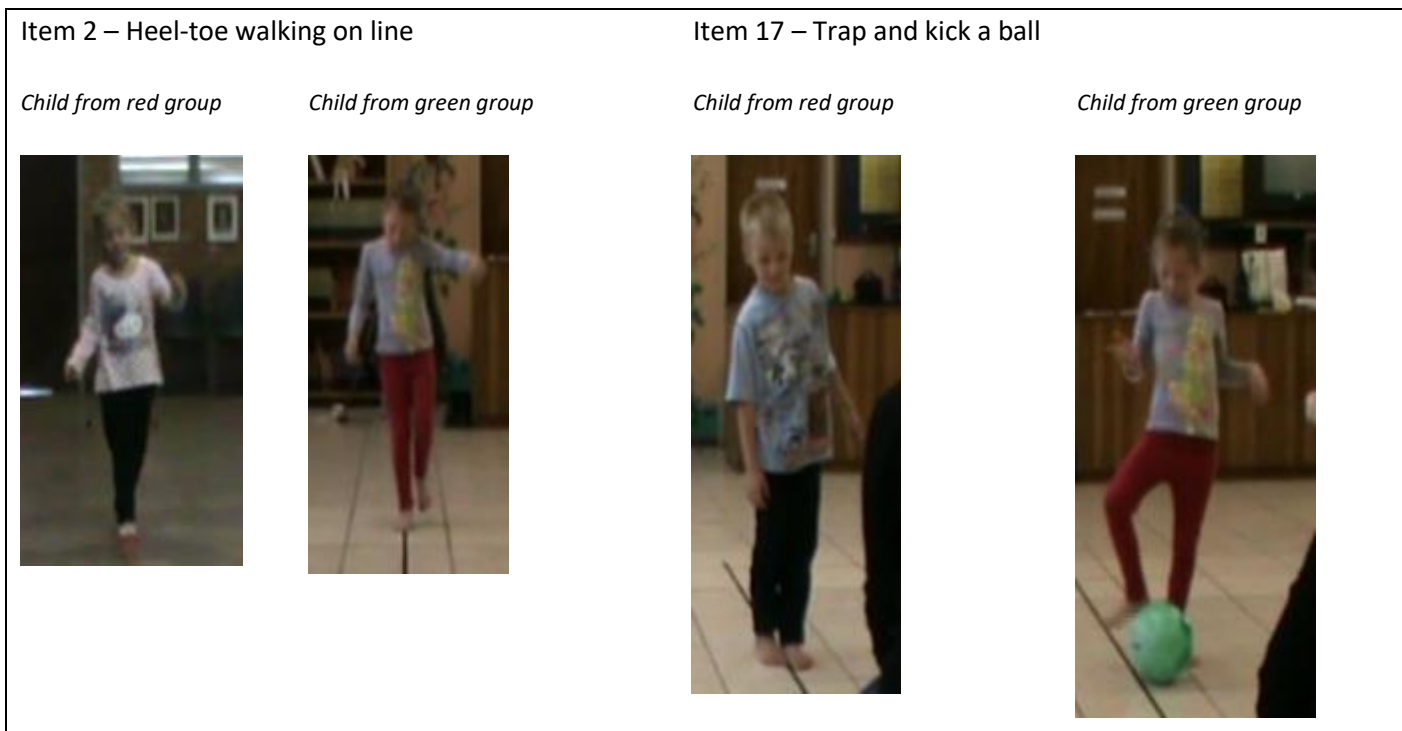 Item 2 – Heel-toe walking on line
Item 17 – Trap and kick a ball
Child from red group
Child from green group
Child from red group
Child from green group